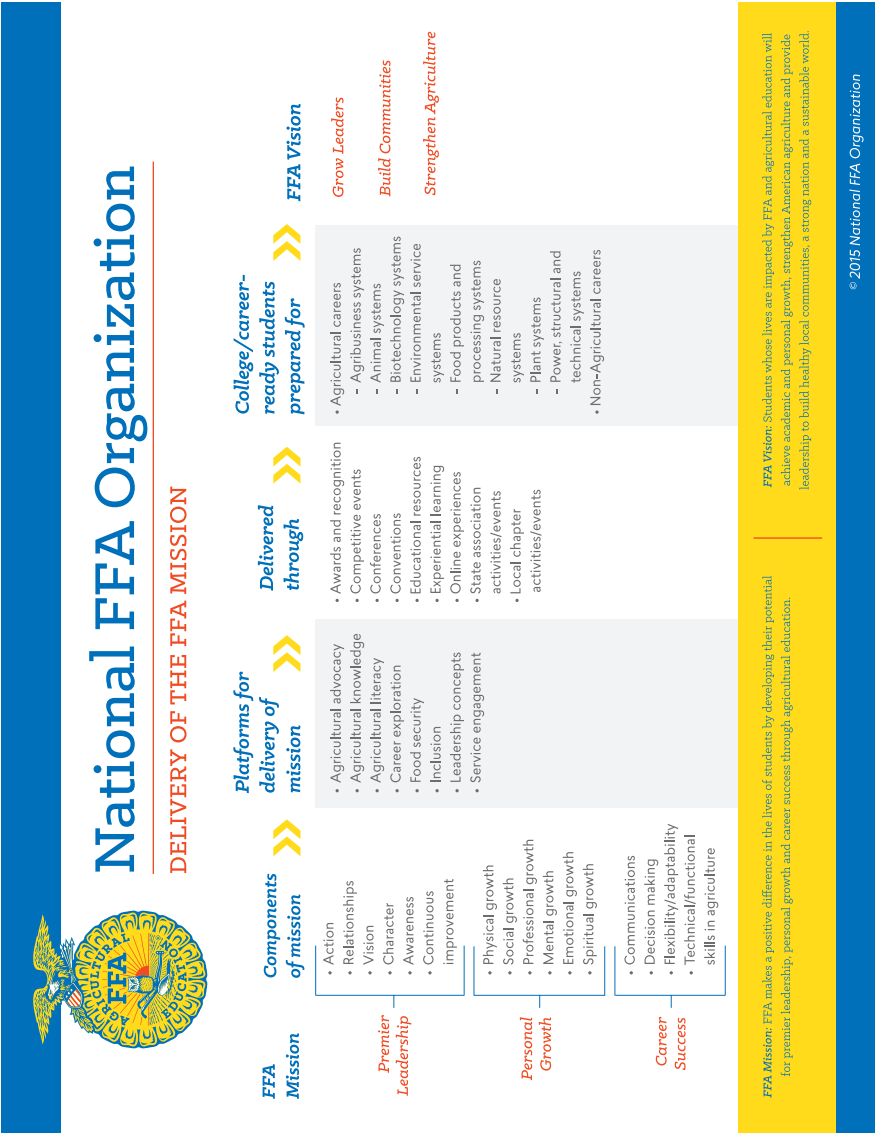 National FFA Organization
DELIVERY OF THE FFA MISSION
AGRICULTURAL
FFA
EDUCATION
FFA
Mission
Premier
Leadership
Personal
Growth
Career
Success
Components
of mission
• Action
• Relationships
• Vision
• Character
• Awareness
• Continuous
improvement
• Physical growth
• Social growth
• Professional growth
• Mental growth
• Emotional growth
• Spiritual growth
• Communications
• Decision making
• Flexibility/adaptability
• Technical/functional
skills in agriculture
Platforms for
delivery of
mission
• Agricultural advocacy
• Agricultural knowledge
• Agricultural literacy
• Career exploration
• Food security
• Inclusion
• Leadership concepts
• Service engagement
Delivered
through
• Awards and recognition
• Competitive events
• Conferences
• Conventions
• Educational resources
• Experiential learning
• Online experiences
• State association
activities/events
• Local chapter
activities/events
College/career-
ready students
prepared for
• Agricultural careers
– Agribusiness systems
– Animal systems
– Biotechnology systems
– Environmental service
systems
– Food products and
processing systems
– Natural resource
systems
– Plant systems
– Power, structural and
technical systems
• Non-Agricultural careers
FFA Vision
Grow Leaders
Build Communities
Strengthen Agriculture
FFA Mission: FFA makes a positive difference in the lives of students by developing their potential
for premier leadership, personal growth and career success through agricultural education.
FFA Vision: Students whose lives are impacted by FFA and agricultural education will
achieve academic and personal growth, strengthen American agriculture and provide
leadership to build healthy local communities, a strong nation and a sustainable world.
© 2015 National FFA Organization